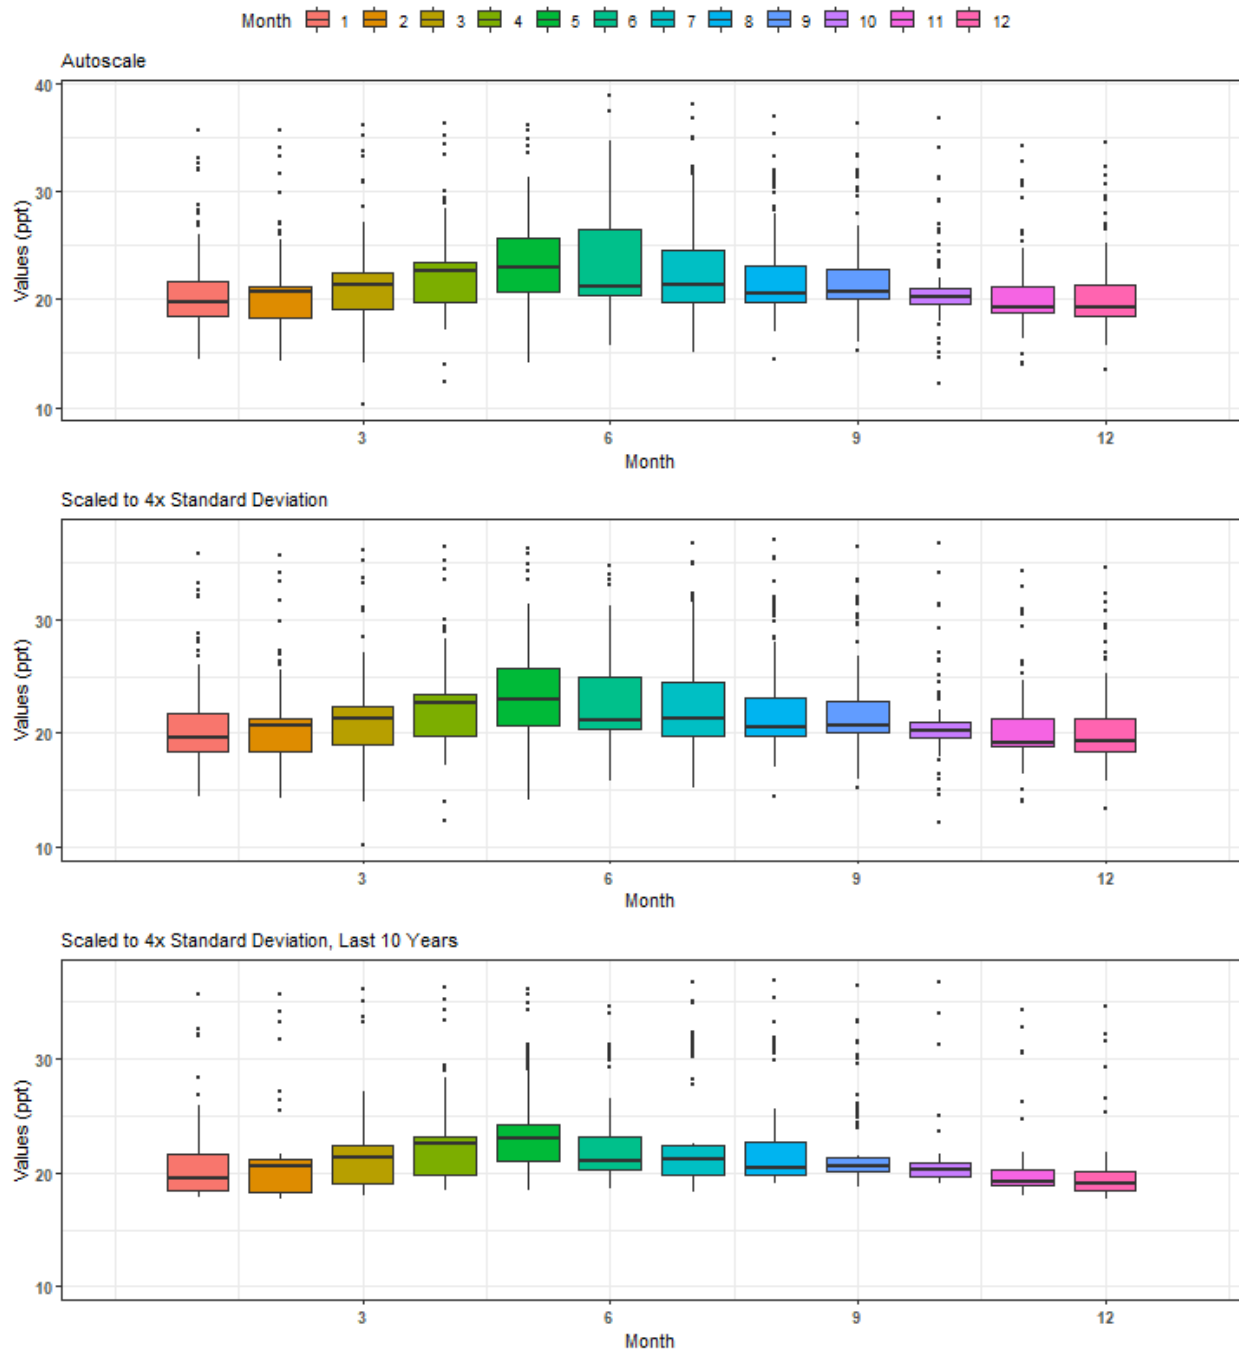 Month 1 2 3 4 5 6 7 8 9 10 11 12
Autoscale
Values (ppt)
40
30
20
10
3 6 9 12
Month
Scaled to 4x Standard Deviation
Values (ppt)
30
20
10
3 6 9 12
Month
Scaled to 4x Standard Deviation, Last 10 Years
Values (ppt)
30
20
10
3 6 9 12
Month